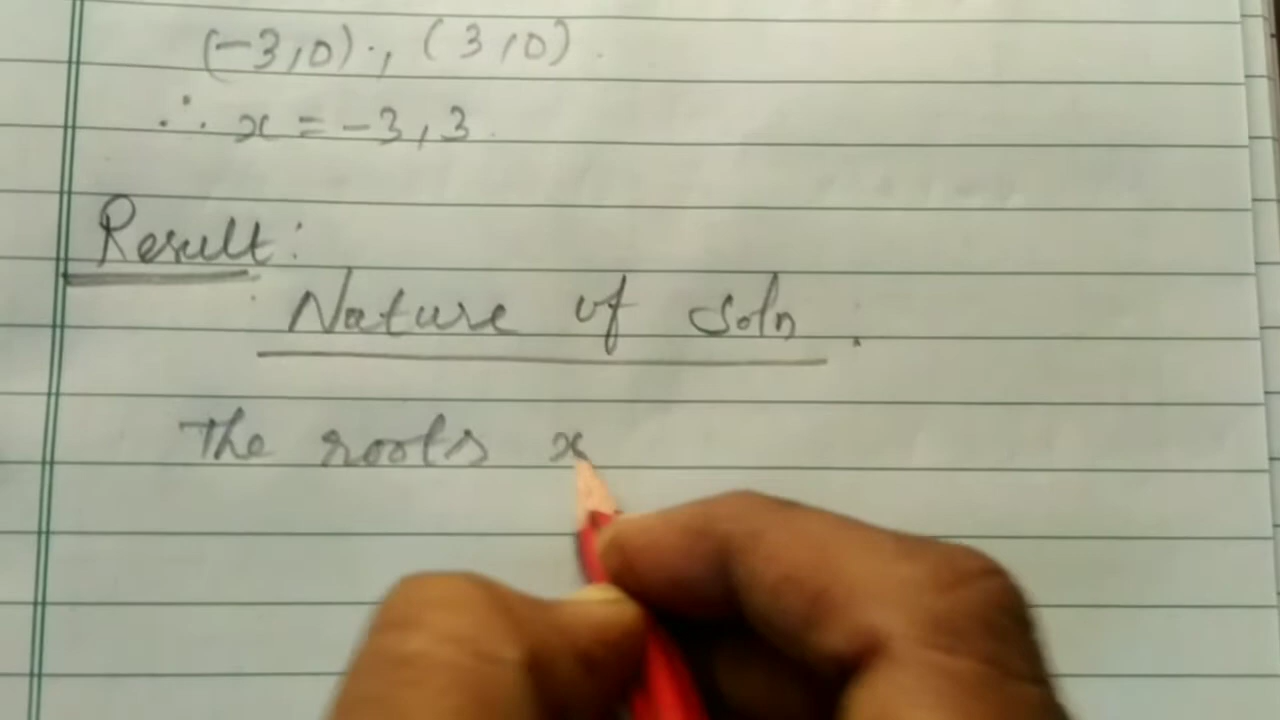 (-3,0)., (3,0).
∴ x = -3, 3.
Result:
Nature of soln:
The roots x